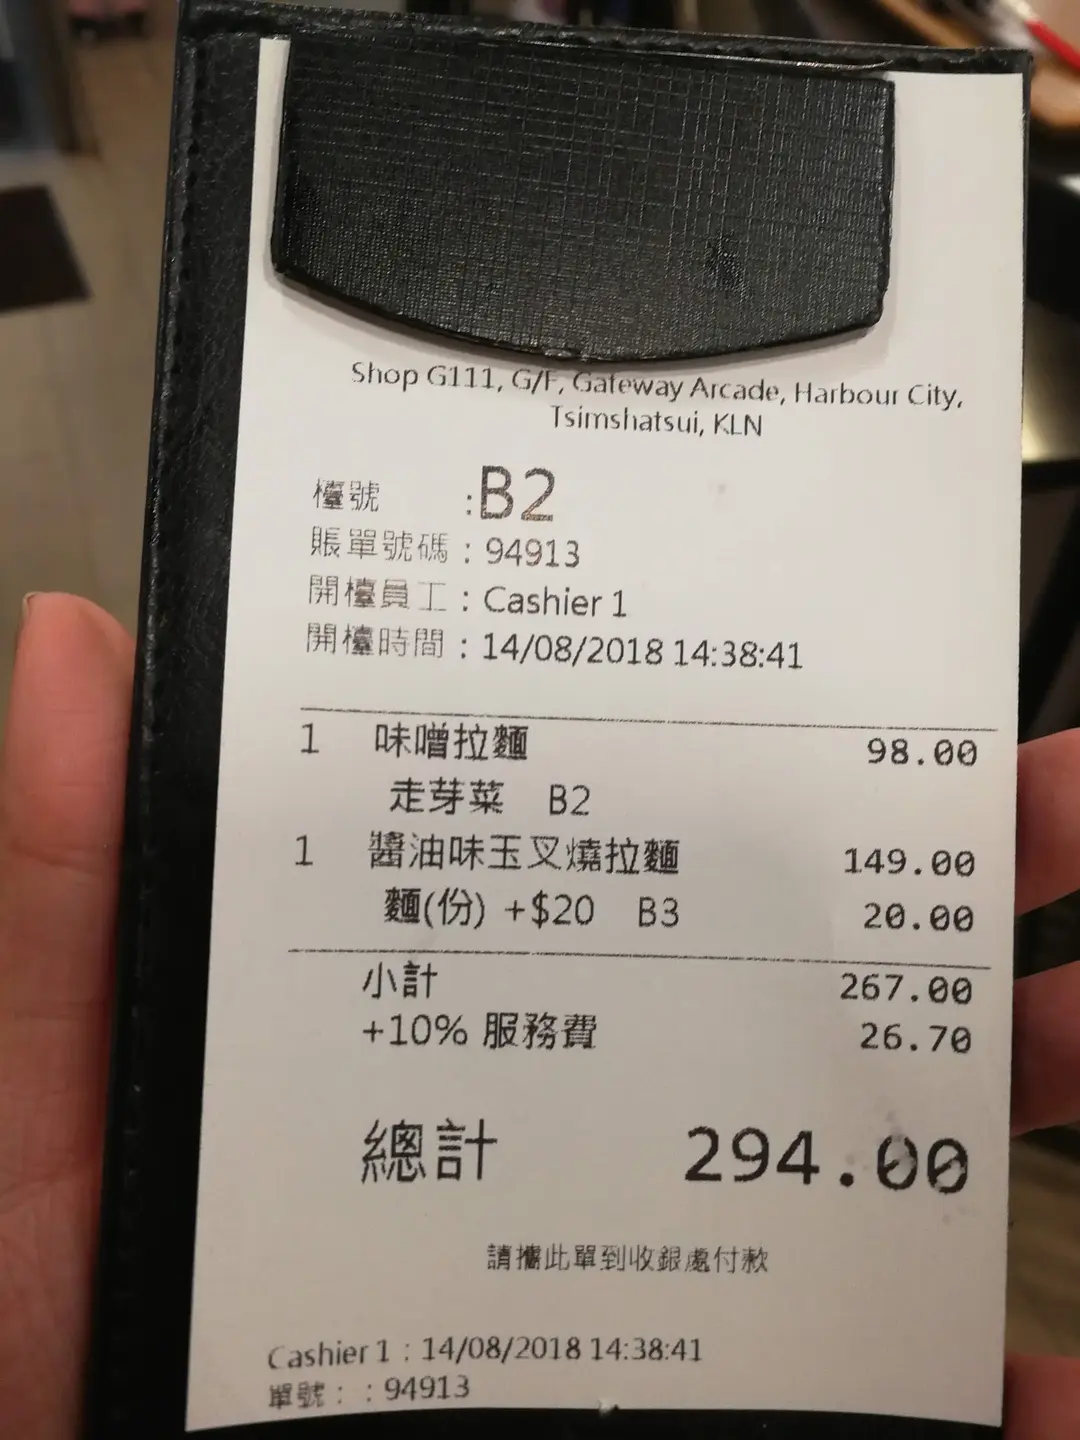 Shop G111, G/F, Gateway Arcade, Harbour City,
Tsimshatsui, KLN
檯號 :B2
賬單號碼 : 94913
開檯員工 : Cashier 1
開檯時間 : 14/08/2018 14:38:41
1 味噌拉麵 98.00
走芽菜 B2
1 醬油味玉叉燒拉麵 149.00
麵(份) +$20 B3 20.00
小計 267.00
+10% 服務費 26.70
總計 294.00
請攜此單到收銀處付款
Cashier 1 : 14/08/2018 14:38:41
單號: : 94913